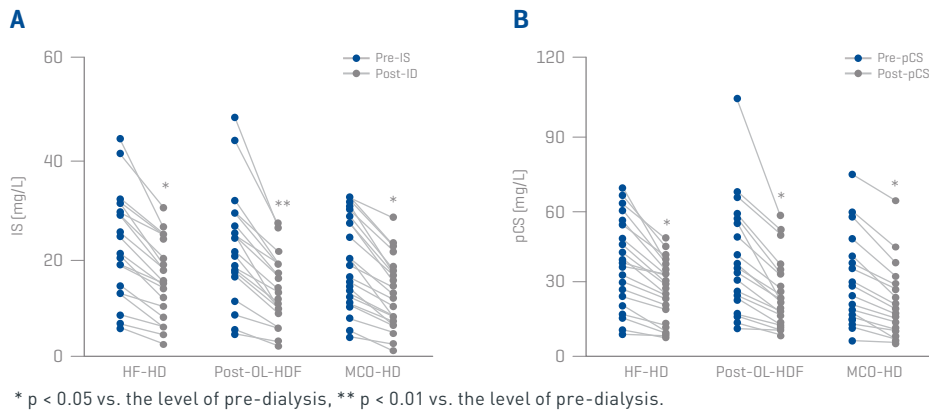 A
B
IS [mg/L]
60
40
20
0
Pre-IS
Post-ID
*
**
*
HF-HD
Post-OL-HDF
MCO-HD
pCS [mg/L]
120
90
60
30
0
Pre-pCS
Post-pCS
*
*
*
HF-HD
Post-OL-HDF
MCO-HD
* p < 0.05 vs. the level of pre-dialysis, ** p < 0.01 vs. the level of pre-dialysis.